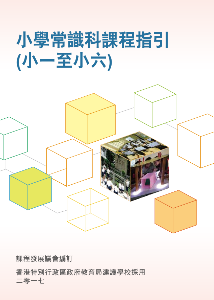 小學常識科課程指引
(小一至小六)
課程發展議會編訂
香港特別行政區政府教育局建議學校採用
二零一七